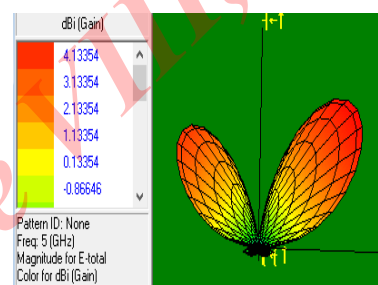 dBi (Gain)
4.13354
3.13354
2.13354
1.13354
0.13354
-0.86646
Pattern ID: None
Freq: 5 (GHz)
Magnitude for E-total
Color for dBi (Gain)